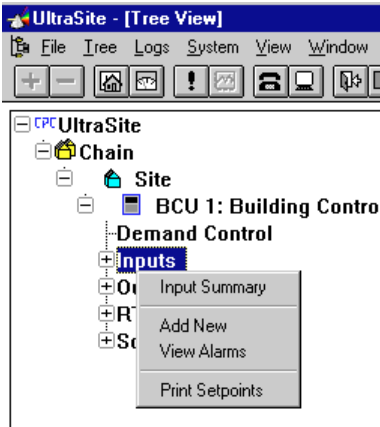 UltraSite - [Tree View]
File Tree Logs System View Window
CPC UltraSite
Chain
Site
BCU 1: Building Contro
Demand Control
Inputs
Input Summary
Add New
View Alarms
Print Setpoints